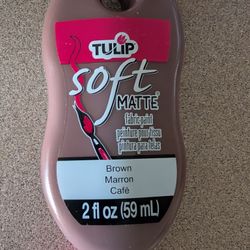 TULIP
soft
MATTE
fabric paint
peinture pour tissu
pintura para telas
Brown
Marron
Café
2 fl oz (59 mL)